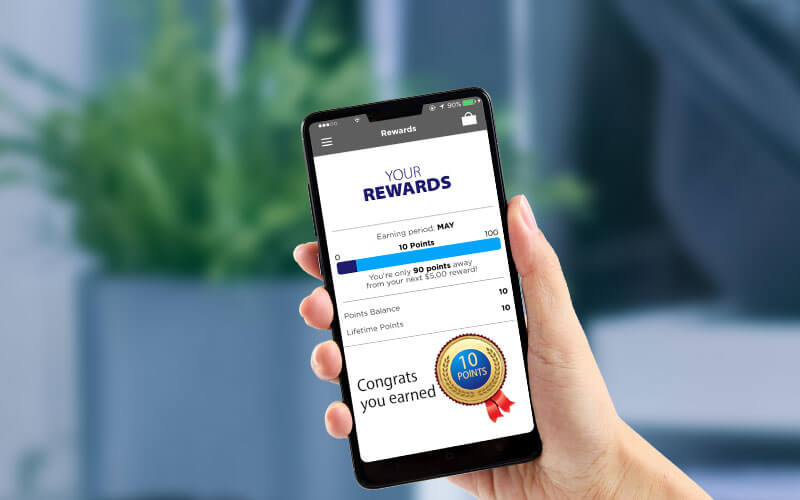 90%
Rewards
YOUR
REWARDS
Earning period: MAY
10 Points
0 100
You're only 90 points away
from your next $5.00 reward!
Points Balance 10
Lifetime Points 10
Congrats
you earned
10
POINTS